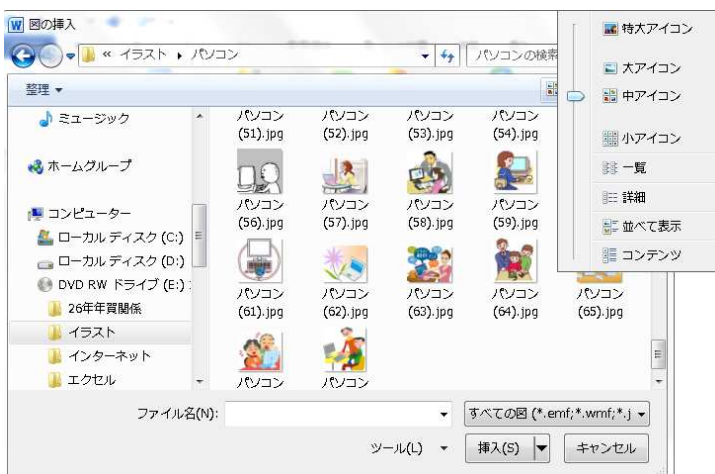 図の挿入
« イラスト ▸ パソコン
パソコンの検索
整理
特大アイコン
大アイコン
中アイコン
小アイコン
一覧
詳細
並べて表示
コンテンツ
ミュージック
ホームグループ
コンピューター
ローカル ディスク (C:)
ローカル ディスク (D:)
DVD RW ドライブ (E:)
26年年賀関係
イラスト
インターネット
エクセル
パソコン
(51).jpg
パソコン
(52).jpg
パソコン
(53).jpg
パソコン
(54).jpg
パソコン
(56).jpg
パソコン
(57).jpg
パソコン
(58).jpg
パソコン
(59).jpg
パソコン
(61).jpg
パソコン
(62).jpg
パソコン
(63).jpg
パソコン
(64).jpg
パソコン
(65).jpg
パソコン
パソコン
ファイル名(N):
すべての図 (*.emf;*.wmf;*.j
ツール(L)
挿入(S)
キャンセル